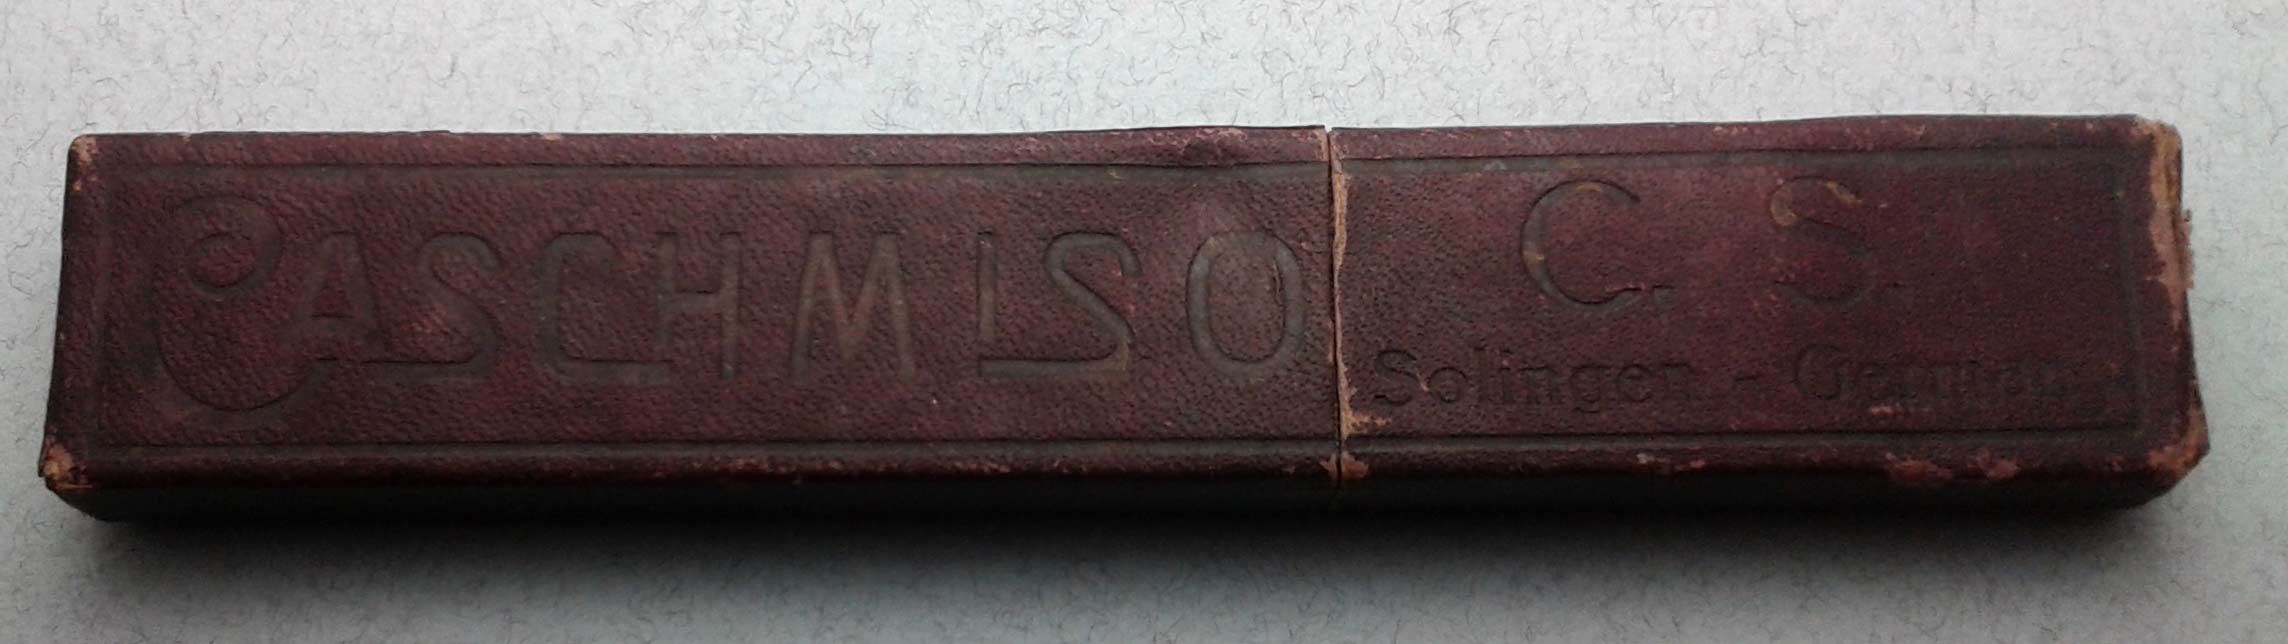 CASCHMISO
C. S.
Solingen - Germany